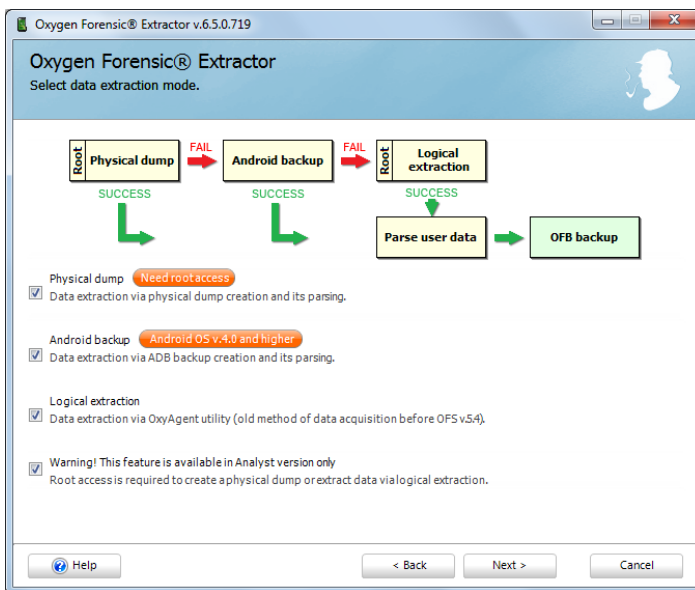 Oxygen Forensic® Extractor v.6.5.0.719
Oxygen Forensic® Extractor
Select data extraction mode.
Root
Physical dump
FAIL
Android backup
FAIL
Root
Logical
extraction
SUCCESS
SUCCESS
SUCCESS
Parse user data
OFB backup
Physical dump Need root access
Data extraction via physical dump creation and its parsing.
Android backup Android OS v.4.0 and higher
Data extraction via ADB backup creation and its parsing.
Logical extraction
Data extraction via OxyAgent utility (old method of data acquisition before OFS v.5.4).
Warning! This feature is available in Analyst version only
Root access is required to create a physical dump or extract data via logical extraction.
Help
< Back
Next >
Cancel